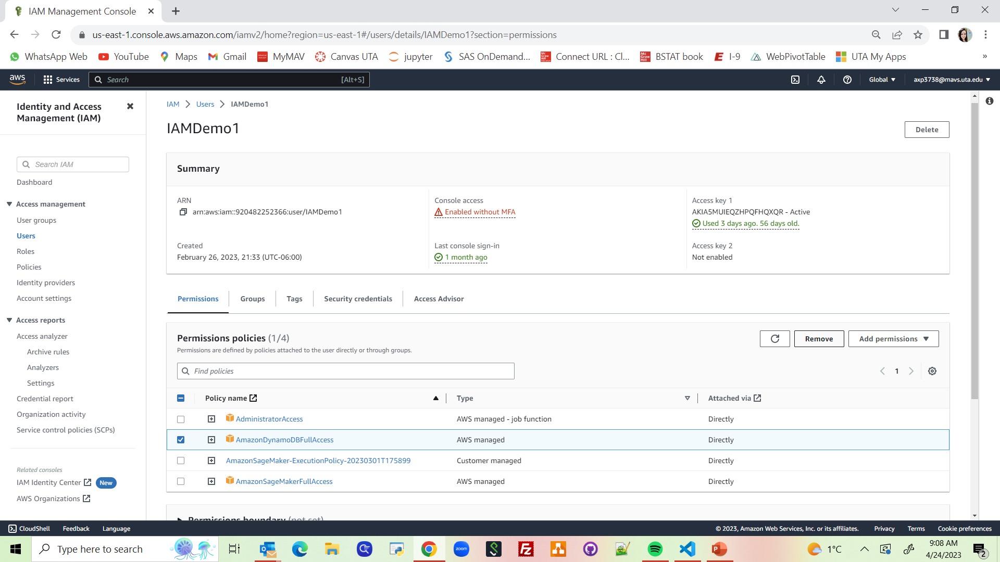 IAM Management Console
us-east-1.console.aws.amazon.com/iamv2/home?region=us-east-1#/users/details/IAMDemo1?section=permissions
WhatsApp Web YouTube Maps Gmail MyMAV Canvas UTA jupyter SAS OnDemand... Connect URL : Cl... BSTAT book I-9 WebPivotTable UTA My Apps »
aws Services Search [Alt+S] Global axp3738@mavs.uta.edu
Identity and Access
Management (IAM)
Search IAM
Dashboard
Access management
User groups
Users
Roles
Policies
Identity providers
Account settings
Access reports
Access analyzer
Archive rules
Analyzers
Settings
Credential report
Organization activity
Service control policies (SCPs)
Related consoles
IAM Identity Center New
AWS Organizations
IAM > Users > IAMDemo1
IAMDemo1
Delete
Summary
ARN
arn:aws:iam::920482252366:user/IAMDemo1
Console access
Enabled without MFA
Access key 1
AKIA5MUIEQZHPQFHQXQR - Active
Used 3 days ago. 56 days old.
Created
February 26, 2023, 21:33 (UTC-06:00)
Last console sign-in
1 month ago
Access key 2
Not enabled
Permissions Groups Tags Security credentials Access Advisor
Permissions policies (1/4)
Permissions are defined by policies attached to the user directly or through groups.
Remove
Add permissions
Find policies
1
Policy name Type Attached via
AdministratorAccess AWS managed - job function Directly
AmazonDynamoDBFullAccess AWS managed Directly
AmazonSageMaker-ExecutionPolicy-20230301T175899 Customer managed Directly
AmazonSageMakerFullAccess AWS managed Directly
Permissions boundary (not set)
CloudShell Feedback Language © 2023, Amazon Web Services, Inc. or its affiliates. Privacy Terms Cookie preferences
Type here to search
zoom
1°C
9:08 AM
4/24/2023
2